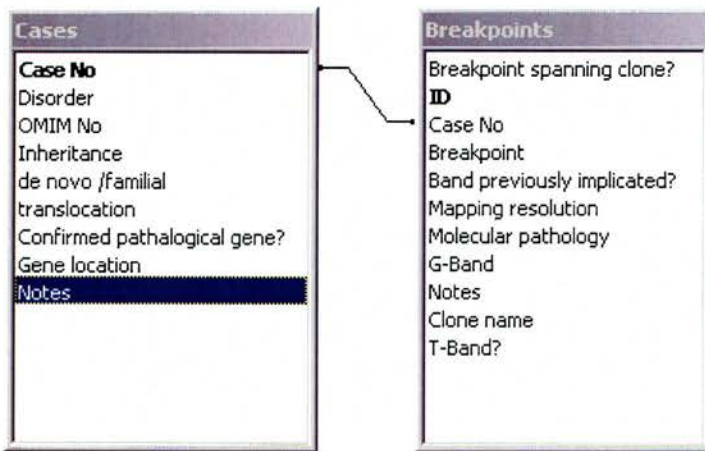 Cases
Case No
Disorder
OMIM No
Inheritance
de novo /familial
translocation
Confirmed pathalogical gene?
Gene location
Notes
Breakpoints
Breakpoint spanning clone?
ID
Case No
Breakpoint
Band previously implicated?
Mapping resolution
Molecular pathology
G-Band
Notes
Clone name
T-Band?